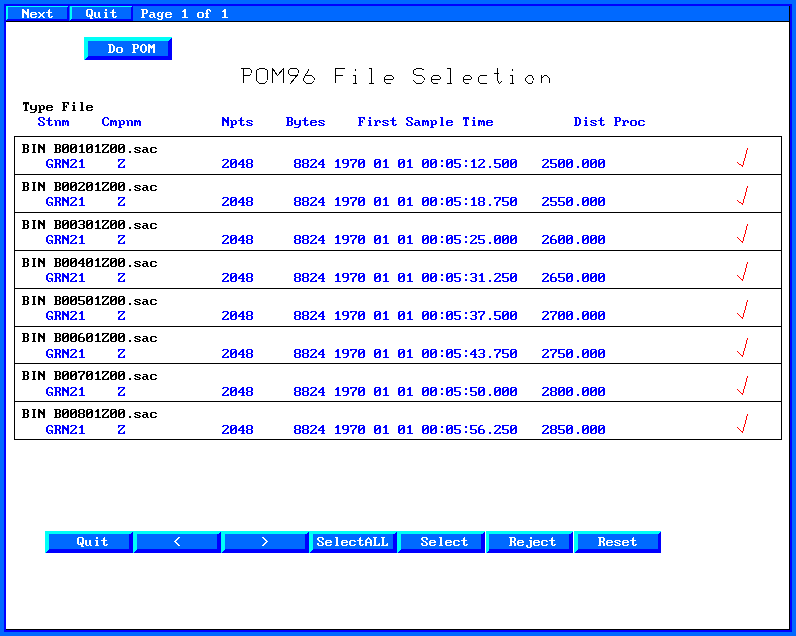 Next Quit Page 1 of 1
Do POM
POM96 File Selection
Type File
Stnm Cmpnm Npts Bytes First Sample Time Dist Proc
BIN B00101Z00.sac
GRN21 Z 2048 8824 1970 01 01 00:05:12.500 2500.000
BIN B00201Z00.sac
GRN21 Z 2048 8824 1970 01 01 00:05:18.750 2550.000
BIN B00301Z00.sac
GRN21 Z 2048 8824 1970 01 01 00:05:25.000 2600.000
BIN B00401Z00.sac
GRN21 Z 2048 8824 1970 01 01 00:05:31.250 2650.000
BIN B00501Z00.sac
GRN21 Z 2048 8824 1970 01 01 00:05:37.500 2700.000
BIN B00601Z00.sac
GRN21 Z 2048 8824 1970 01 01 00:05:43.750 2750.000
BIN B00701Z00.sac
GRN21 Z 2048 8824 1970 01 01 00:05:50.000 2800.000
BIN B00801Z00.sac
GRN21 Z 2048 8824 1970 01 01 00:05:56.250 2850.000
Quit < > SelectALL Select Reject Reset